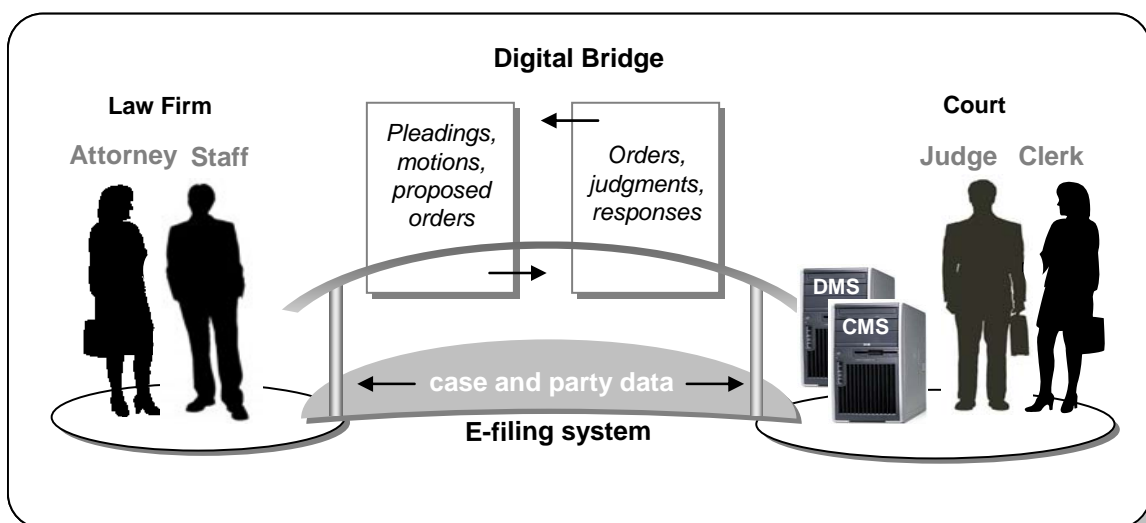 Digital Bridge
Law Firm
Court
Attorney Staff
Pleadings,
motions,
proposed
orders
Orders,
judgments,
responses
Judge Clerk
DMS
CMS
case and party data
E-filing system